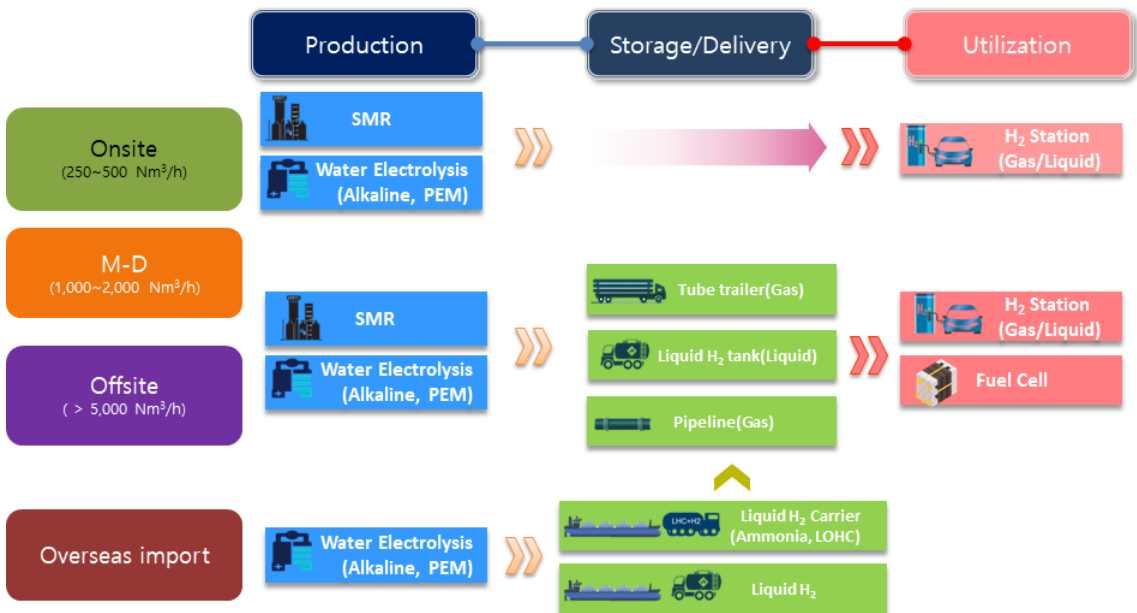 Production
Storage/Delivery
Utilization
Onsite
(250~500 Nm³/h)
SMR
Water Electrolysis
(Alkaline, PEM)
H₂
H₂ Station
(Gas/Liquid)
M-D
(1,000~2,000 Nm³/h)
Offsite
( > 5,000 Nm³/h)
SMR
Water Electrolysis
(Alkaline, PEM)
Tube trailer(Gas)
Liquid H₂ tank(Liquid)
Pipeline(Gas)
H₂
H₂ Station
(Gas/Liquid)
Fuel Cell
Overseas import
Water Electrolysis
(Alkaline, PEM)
LHC+H2
Liquid H₂ Carrier
(Ammonia, LOHC)
Liquid H₂